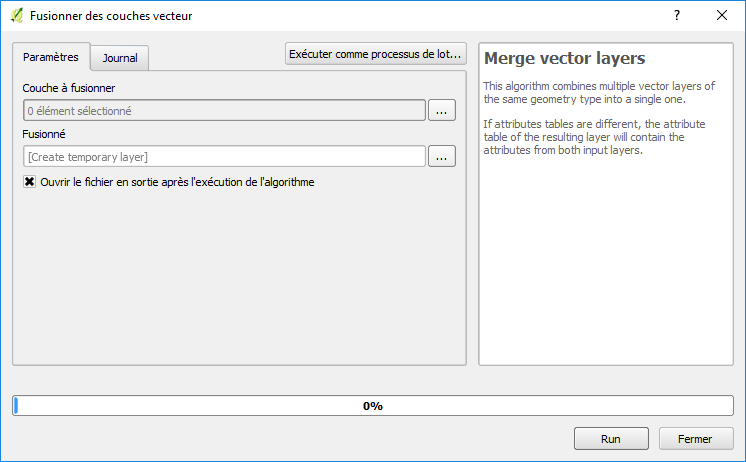 Fusionner des couches vecteur
?
Paramètres
Journal
Exécuter comme processus de lot...
Couche à fusionner
0 élément sélectionné
...
Fusionné
[Create temporary layer]
...
Ouvrir le fichier en sortie après l'exécution de l'algorithme
Merge vector layers
This algorithm combines multiple vector layers of
the same geometry type into a single one.
If attributes tables are different, the attribute
table of the resulting layer will contain the
attributes from both input layers.
0%
Run
Fermer